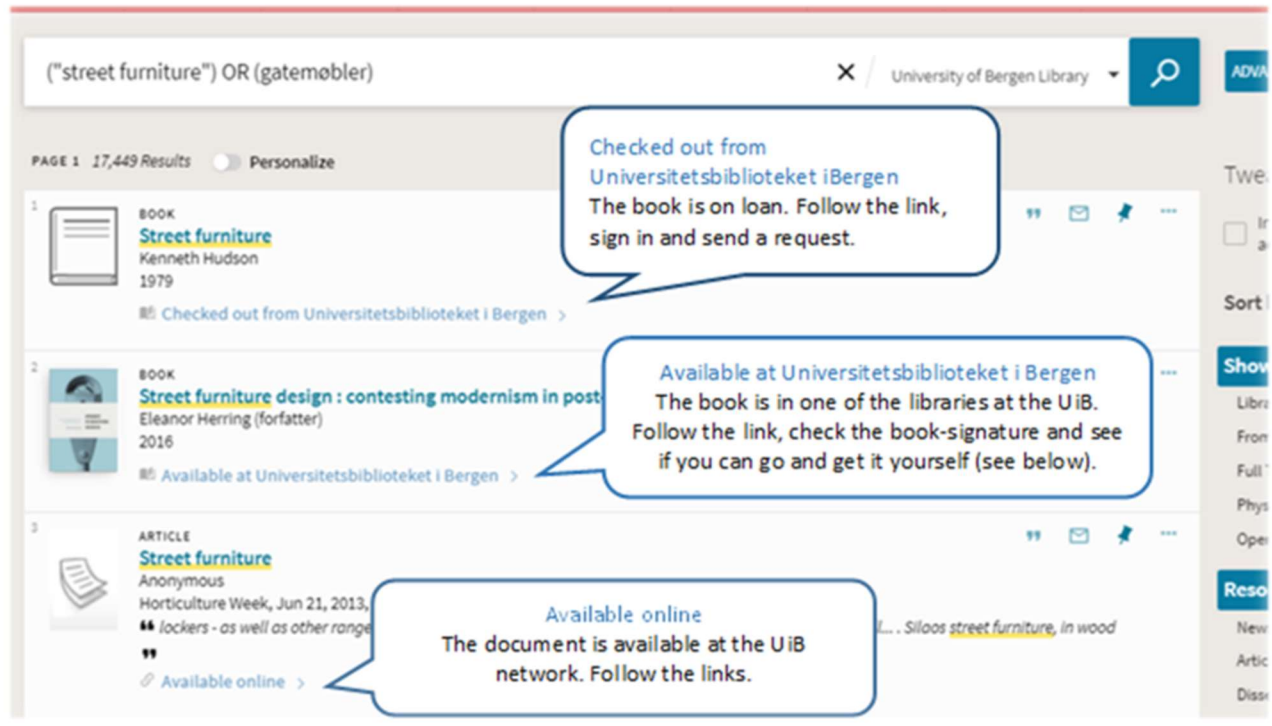 ("street furniture") OR (gatemøbler)
University of Bergen Library
PAGE 1 17,449 Results Personalize
1
BOOK
Street furniture
Kenneth Hudson
1979
Checked out from Universitetsbiblioteket i Bergen
Checked out from
Universitetsbiblioteket iBergen
The book is on loan. Follow the link,
sign in and send a request.
2
BOOK
Street furniture design : contesting modernism in post
Eleanor Herring (forfatter)
2016
Available at Universitetsbiblioteket i Bergen
Available at Universitetsbiblioteket i Bergen
The book is in one of the libraries at the UiB.
Follow the link, check the book-signature and see
if you can go and get it yourself (see below).
3
ARTICLE
Street furniture
Anonymous
Horticulture Week, Jun 21, 2013,
lockers - as well as other range
street furniture, in wood
Available online
Available online
The document is available at the UiB
network. Follow the links.
Sort